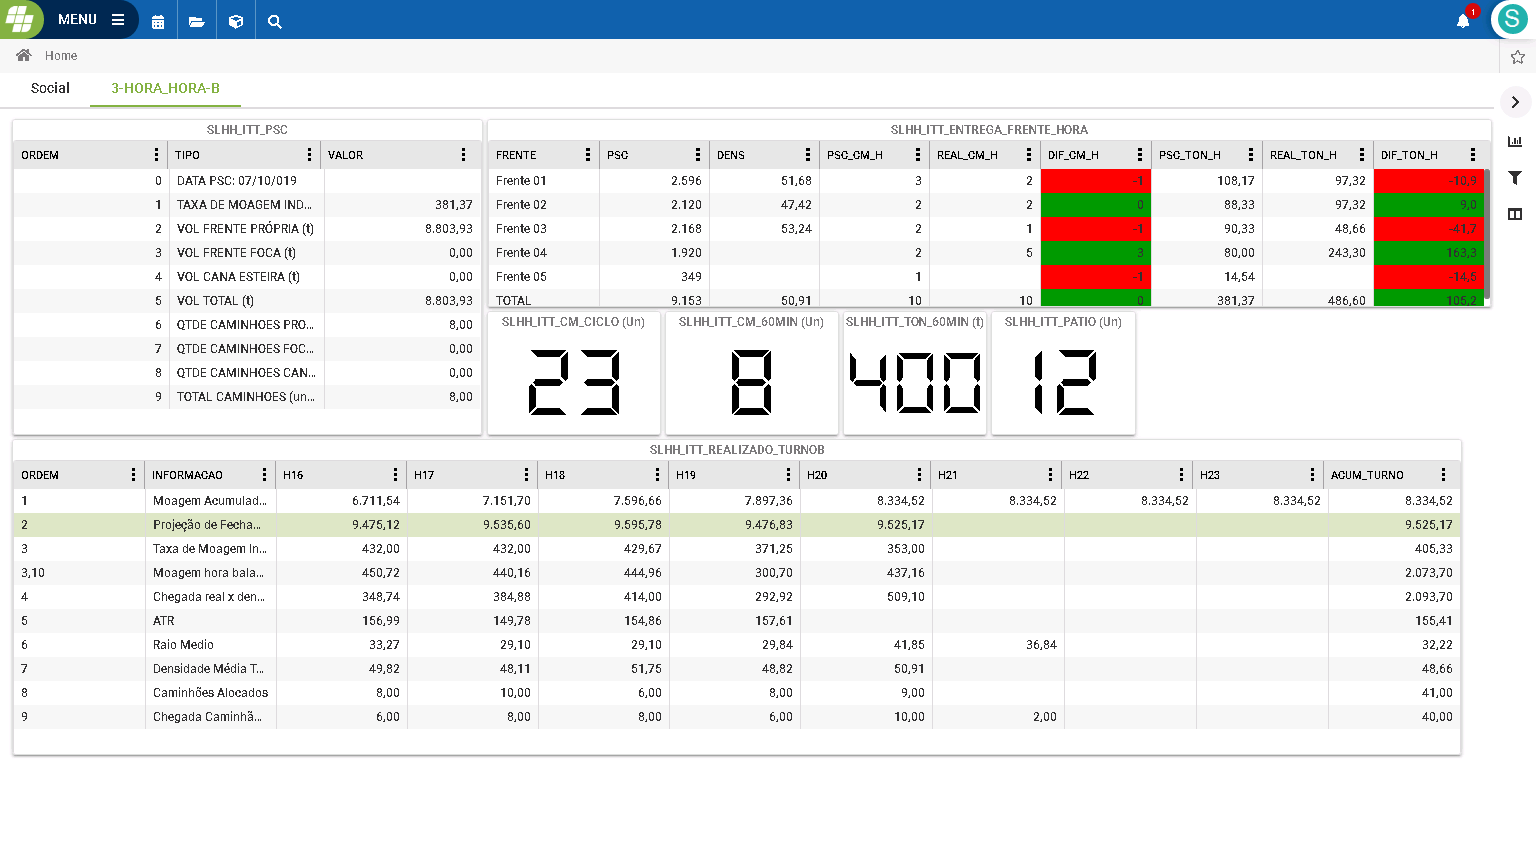 MENU
1
S
Home
Social 3-HORA_HORA-B
SLHH_ITT_PSC
ORDEM TIPO VALOR
0 DATA PSC: 07/10/019
1 TAXA DE MOAGEM IND... 381,37
2 VOL FRENTE PRÓPRIA (t) 8.803,93
3 VOL FRENTE FOCA (t) 0,00
4 VOL CANA ESTEIRA (t) 0,00
5 VOL TOTAL (t) 8.803,93
6 QTDE CAMINHOES PRO... 8,00
7 QTDE CAMINHOES FOC... 0,00
8 QTDE CAMINHOES CAN... 0,00
9 TOTAL CAMINHOES (un... 8,00
SLHH_ITT_ENTREGA_FRENTE_HORA
FRENTE PSC DENS PSC_CM_H REAL_CM_H DIF_CM_H PSC_TON_H REAL_TON_H DIF_TON_H
Frente 01 2.596 51,68 3 2 -1 108,17 97,32 -10,9
Frente 02 2.120 47,42 2 2 0 88,33 97,32 9,0
Frente 03 2.168 53,24 2 1 -1 90,33 48,66 -41,7
Frente 04 1.920 2 5 3 80,00 243,30 163,3
Frente 05 349 1 -1 14,54 -14,5
TOTAL 9.153 50,91 10 10 0 381,37 486,60 105,2
SLHH_ITT_CM_CICLO (Un) SLHH_ITT_CM_60MIN (Un) SLHH_ITT_TON_60MIN (t) SLHH_ITT_PATIO (Un)
23 8 400 12
SLHH_ITT_REALIZADO_TURNOB
ORDEM INFORMACAO H16 H17 H18 H19 H20 H21 H22 H23 AGUM_TURNO
1 Moagem Acumulad... 6.711,54 7.151,70 7.596,66 7.897,36 8.334,52 8.334,52 8.334,52 8.334,52 8.334,52
2 Projeção de Fecha... 9.475,12 9.535,60 9.595,78 9.476,83 9.525,17 9.525,17
3 Taxa de Moagem In... 432,00 432,00 429,67 371,25 353,00 405,33
3,10 Moagem hora bala... 450,72 440,16 444,96 300,70 437,16 2.073,70
4 Chegada real x den... 348,74 384,88 414,00 292,92 509,10 2.093,70
5 ATR 156,99 149,78 154,86 157,61 155,41
6 Raio Medio 33,27 29,10 29,10 29,84 41,85 36,84 32,22
7 Densidade Média T... 49,82 48,11 51,75 48,82 50,91 48,66
8 Caminhões Alocados 8,00 10,00 6,00 8,00 9,00 41,00
9 Chegada Caminhã... 6,00 8,00 8,00 6,00 10,00 2,00 40,00